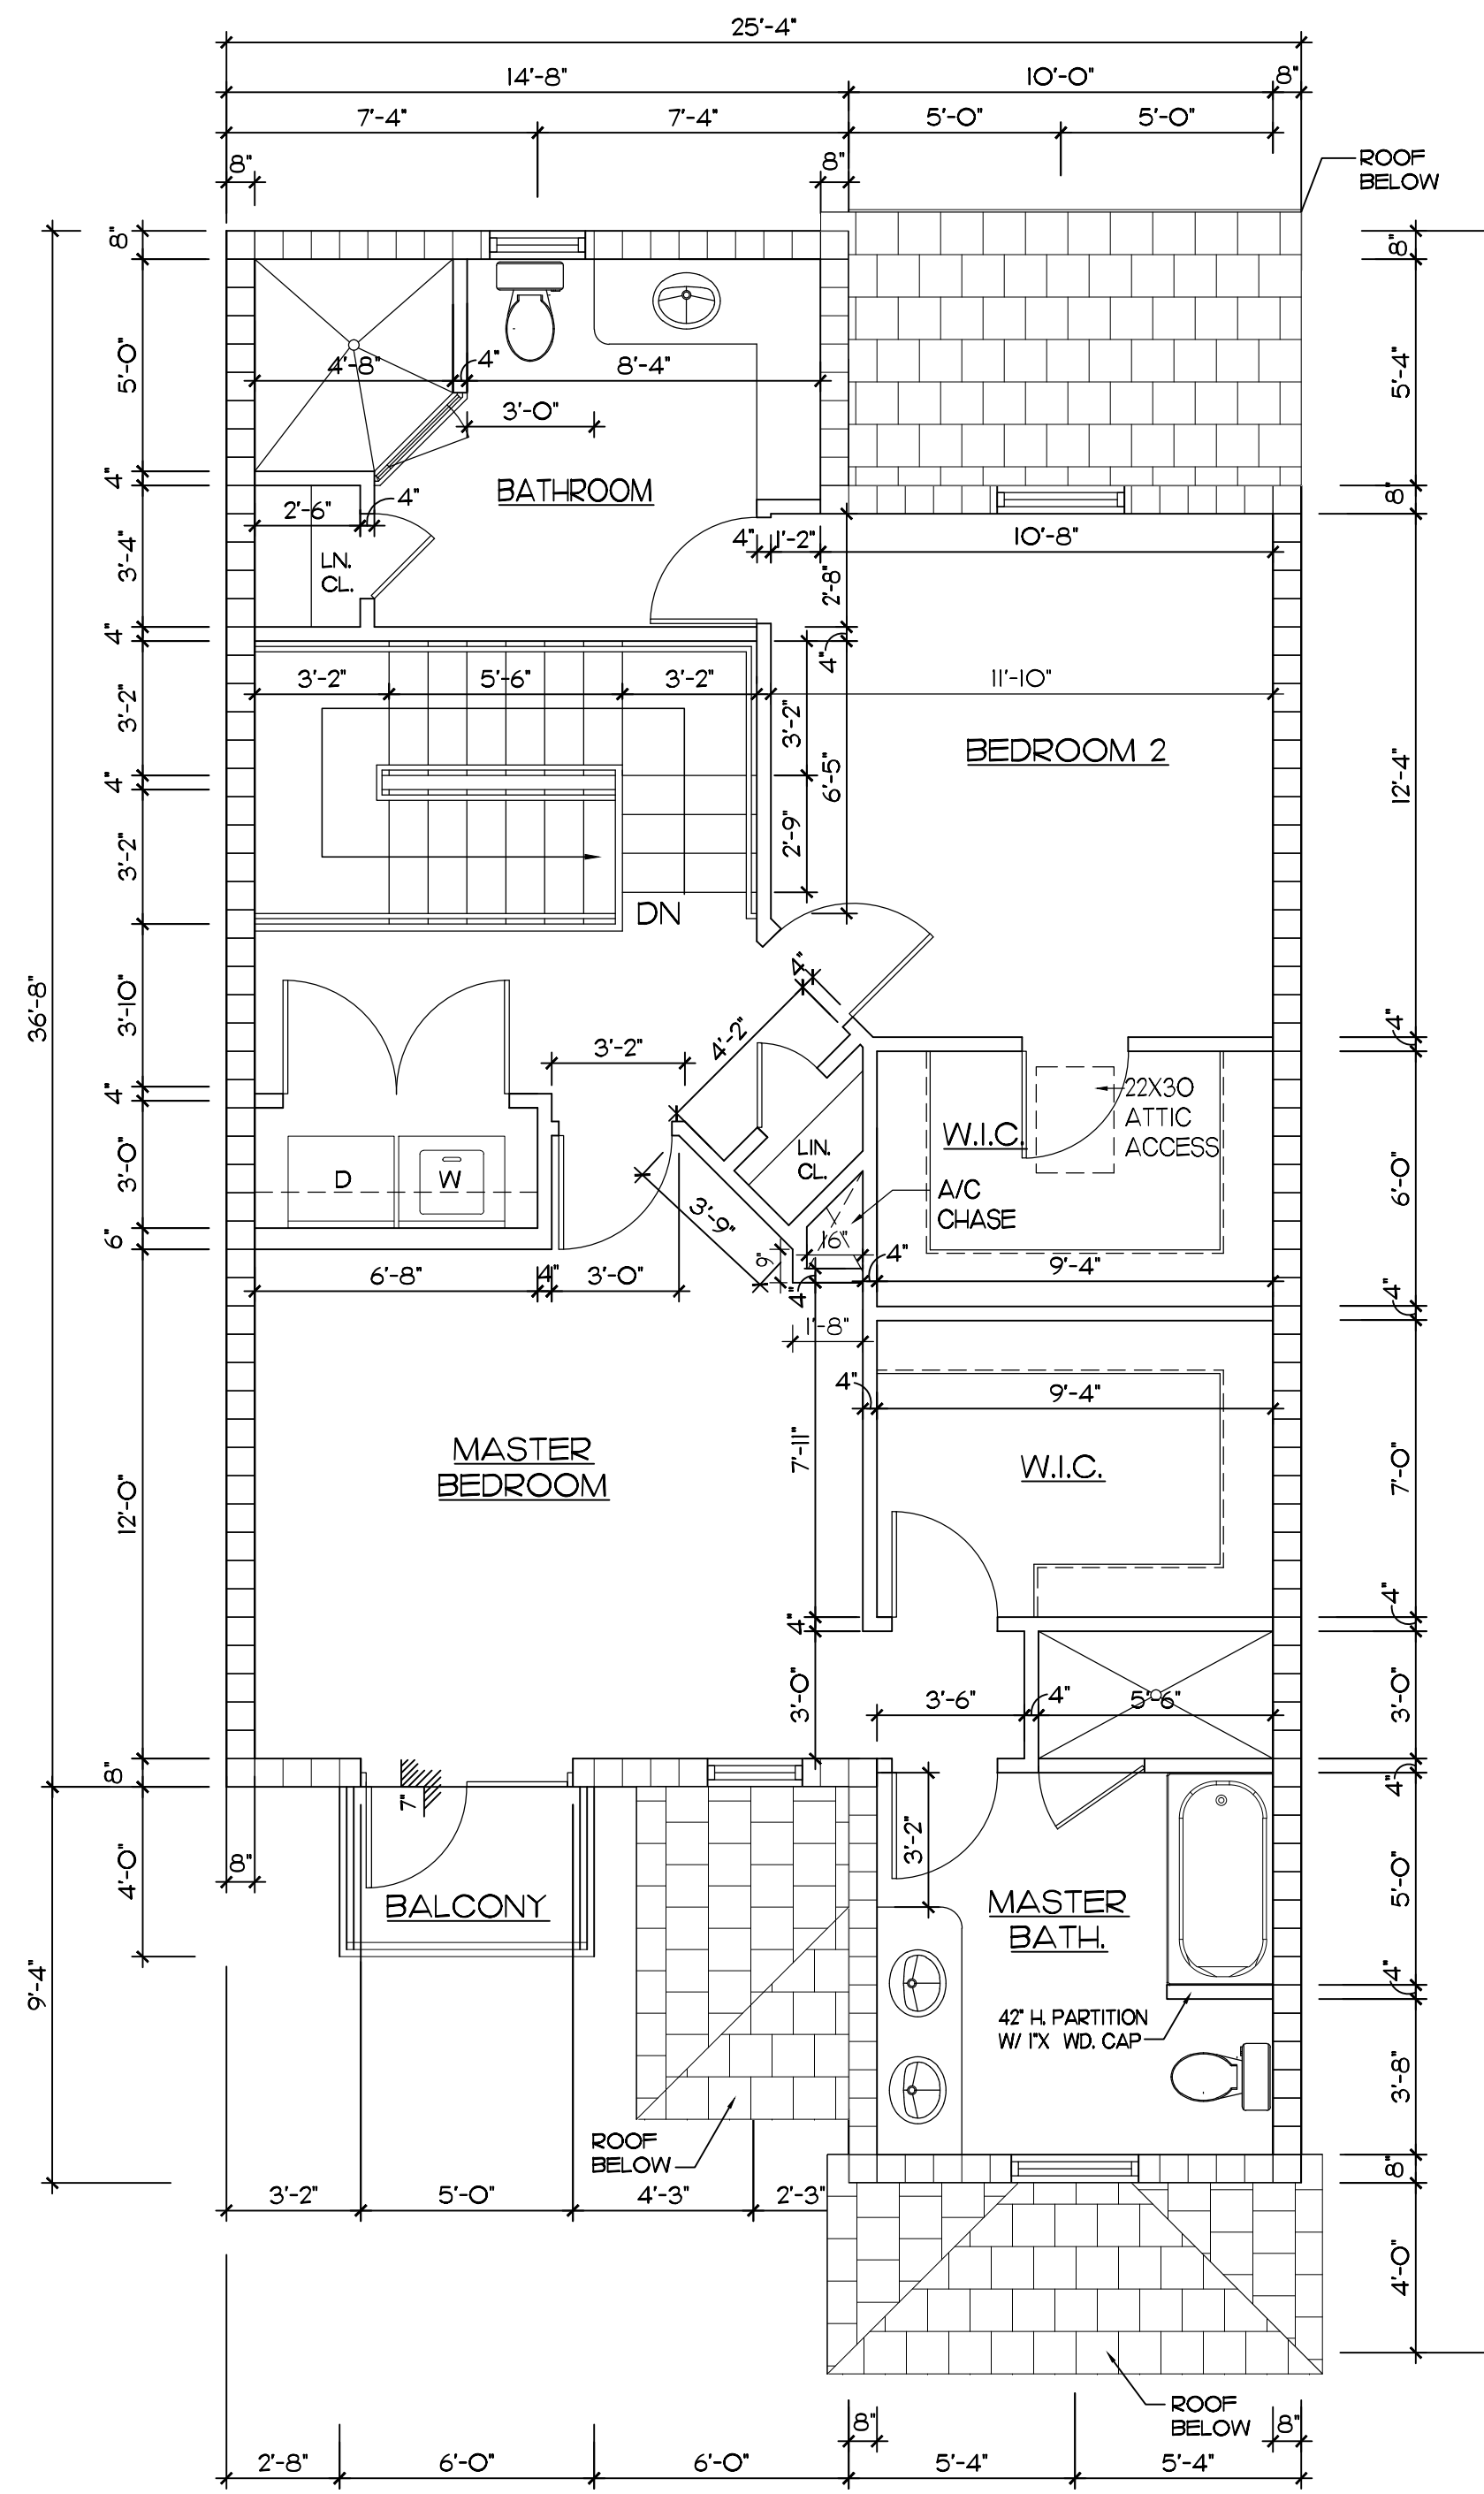 25'-4"
14'-8" 10'-0" 8"
7'-4" 7'-4" 5'-0" 5'-0"
8" 8"
ROOF
BELOW
8" 8"
5'-0" 4'-8" 4" 8'-4" 5'-4"
3'-0"
4" BATHROOM 8"
2'-6" 4"
4" 1'-2" 10'-8"
3'-4" LN.
CL. 2'-8"
4" 4"
3'-2" 5'-6" 3'-2" 11'-10"
3'-2" 3'-2"
BEDROOM 2
4" 6'-5" 12'-4"
3'-2" 2'-9"
DN
36'-8" 3'-10" 4"
4'-2" 4"
3'-2"
4" 22X30
ATTIC
ACCESS
W.I.C.
3'-0" D W LIN.
CL. 6'-0"
A/C
CHASE
3'-9"
6" 16"
9" 4" 9'-4"
6'-8" 4" 3'-0" 4" 4"
1'-8"
4" 9'-4"
MASTER
BEDROOM
7'-11" W.I.C. 7'-0"
12'-0"
4" 4"
3'-0" 3'-6" 4" 5'-6" 3'-0"
8" 7" 4"
3'-2"
4'-0" 8" 5'-0"
BALCONY MASTER
BATH.
9'-4" 4"
42" H. PARTITION
W/ 1"X WD. CAP
3'-8"
ROOF
BELOW
8"
3'-2" 5'-0" 4'-3" 2'-3"
4'-0"
ROOF
BELOW
8" 8"
2'-8" 6'-0" 6'-0" 5'-4" 5'-4"